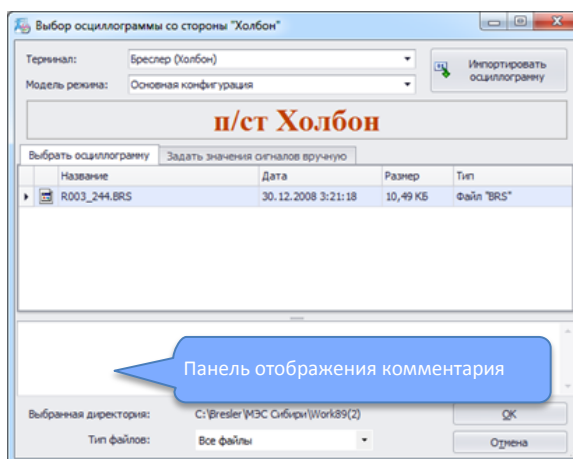 Выбор осциллограммы со стороны "Холбон"
Терминал: Бреслер (Холбон)
Импортировать осциллограмму
Модель режима: Основная конфигурация
п/ст Холбон
Выбрать осциллограмму Задать значения сигналов вручную
Название Дата Размер Тип
R003_244.BRS 30.12.2008 3:21:18 10,49 КБ Файл "BRS"
Панель отображения комментария
Выбранная директория: C:\Bresler\МЭС Сибири\Work89(2) OK
Тип файлов: Все файлы Отмена